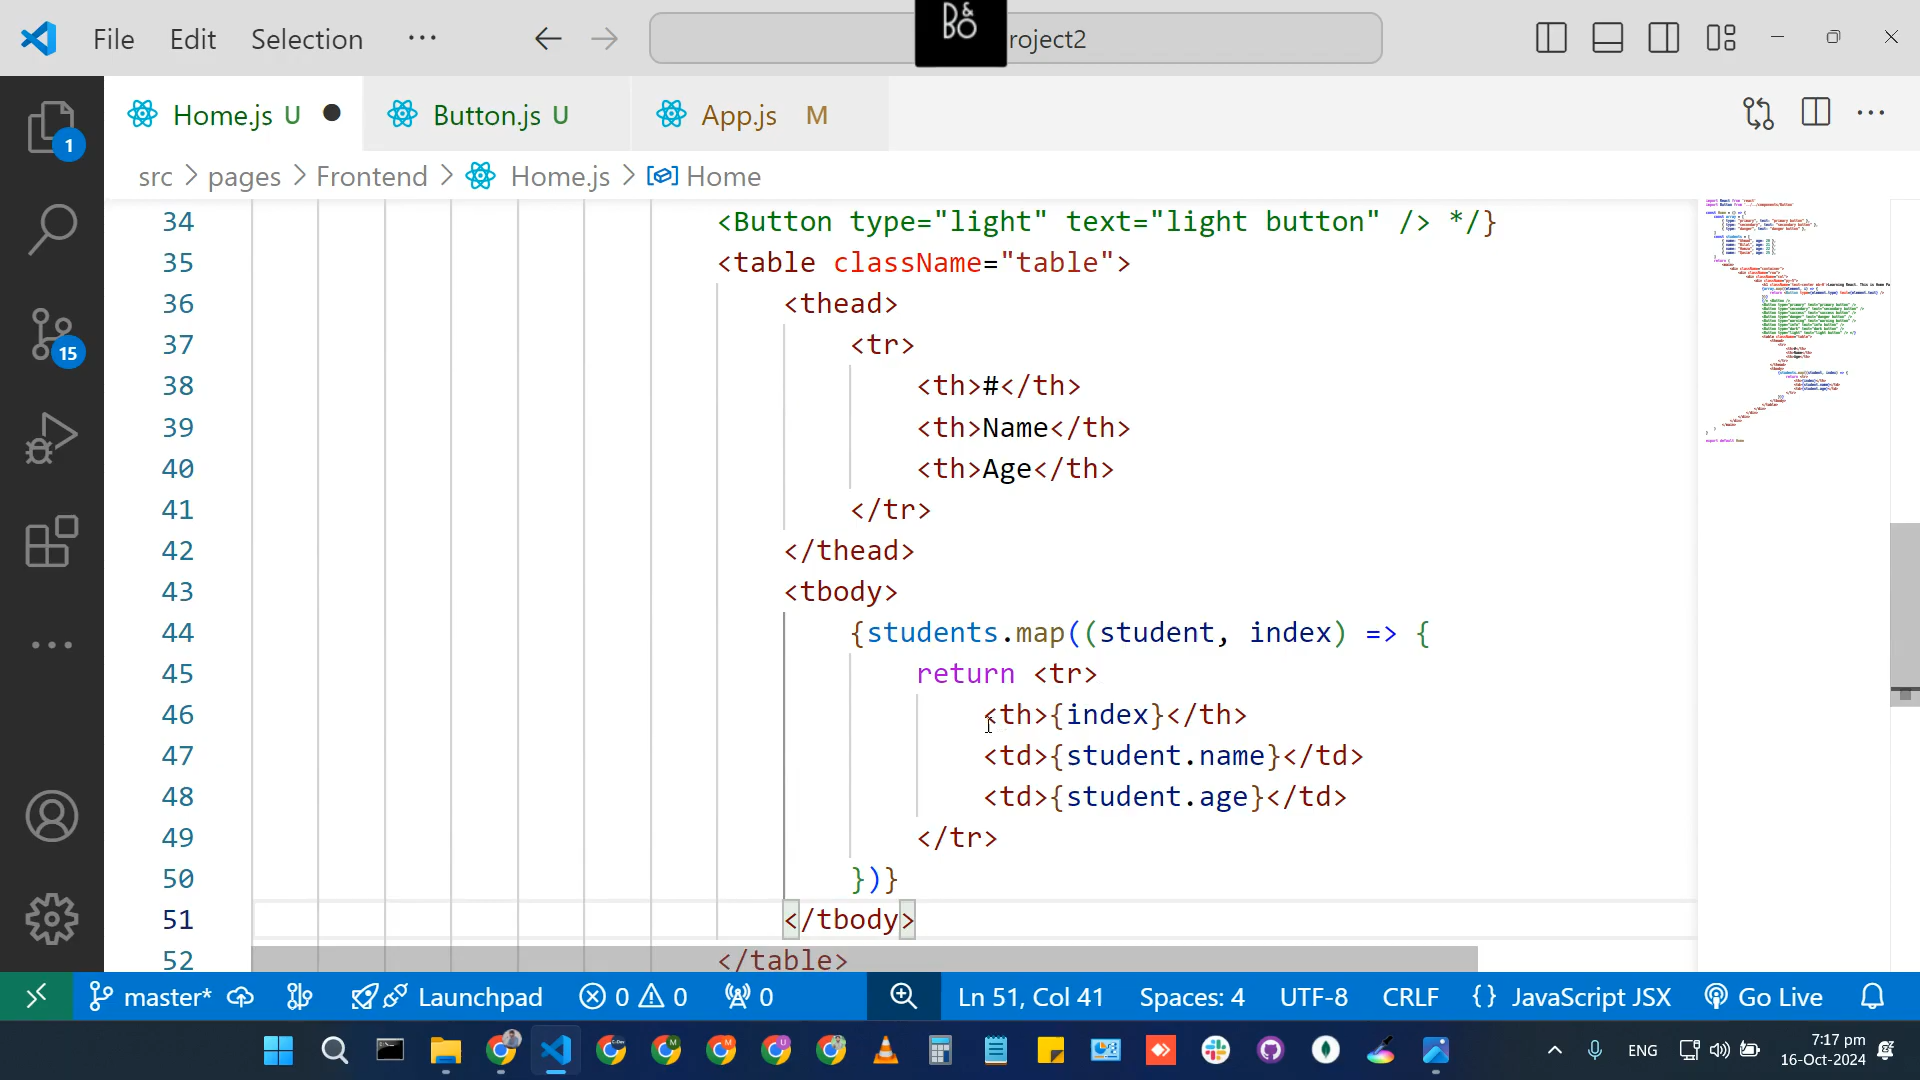 File Edit Selection ...
B&O
roject2
Home.js U
Button.js U
App.js M
src > pages > Frontend > Home.js > Home
34 <Button type="light" text="light button" /> */}
35 <table className="table">
36 <thead>
37 <tr>
38 <th>#</th>
39 <th>Name</th>
40 <th>Age</th>
41 </tr>
42 </thead>
43 <tbody>
44 {students.map((student, index) => {
45 return <tr>
46 <th>{index}</th>
47 <td>{student.name}</td>
48 <td>{student.age}</td>
49 </tr>
50 })}
51 </tbody>
52 </table>
1
15
master* Launchpad 0 0 0 Ln 51, Col 41 Spaces: 4 UTF-8 CRLF {} JavaScript JSX Go Live
ENG
7:17 pm
16-Oct-2024